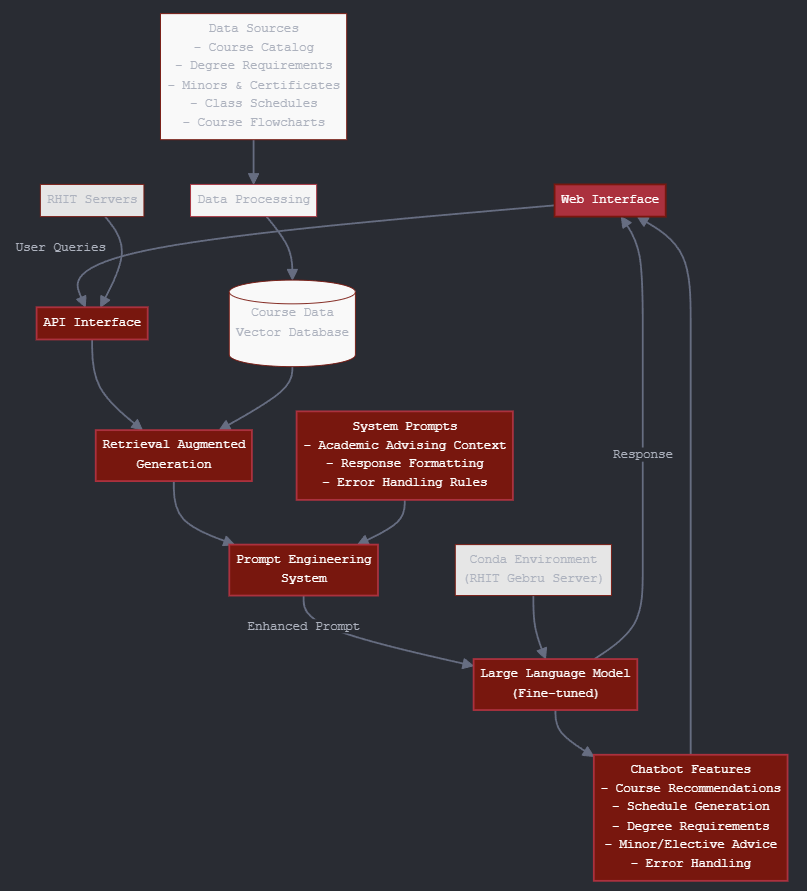 Data Sources
- Course Catalog
- Degree Requirements
- Minors & Certificates
- Class Schedules
- Course Flowcharts
RHIT Servers
Data Processing
Web Interface
User Queries
API Interface
Course Data
Vector Database
Retrieval Augmented
Generation
System Prompts
- Academic Advising Context
- Response Formatting
- Error Handling Rules
Response
Prompt Engineering
System
Conda Environment
(RHIT Gebru Server)
Enhanced Prompt
Large Language Model
(Fine-tuned)
Chatbot Features
- Course Recommendations
- Schedule Generation
- Degree Requirements
- Minor/Elective Advice
- Error Handling